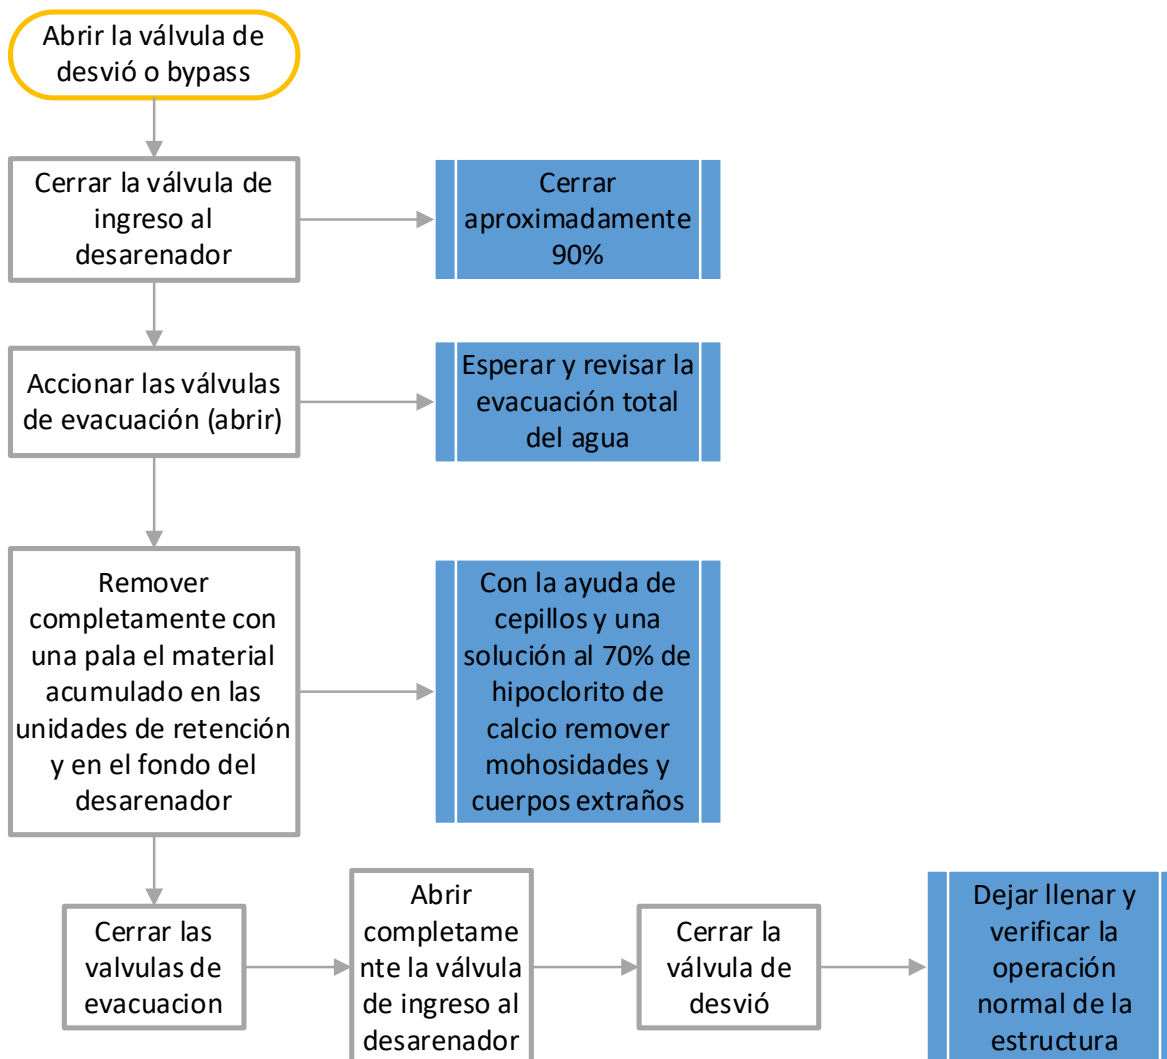 Abrir la válvula de
desvió o bypass
Cerrar la válvula de
ingreso al
desarenador
Cerrar
aproximadamente
90%
Accionar las válvulas
de evacuación (abrir)
Esperar y revisar la
evacuación total
del agua
Remover
completamente con
una pala el material
acumulado en las
unidades de retención
y en el fondo del
desarenador
Con la ayuda de
cepillos y una
solución al 70% de
hipoclorito de
calcio remover
mohosidades y
cuerpos extraños
Cerrar las
valvulas de
evacuacion
Abrir
completame
nte la válvula
de ingreso al
desarenador
Cerrar la
válvula de
desvió
Dejar llenar y
verificar la
operación
normal de la
estructura